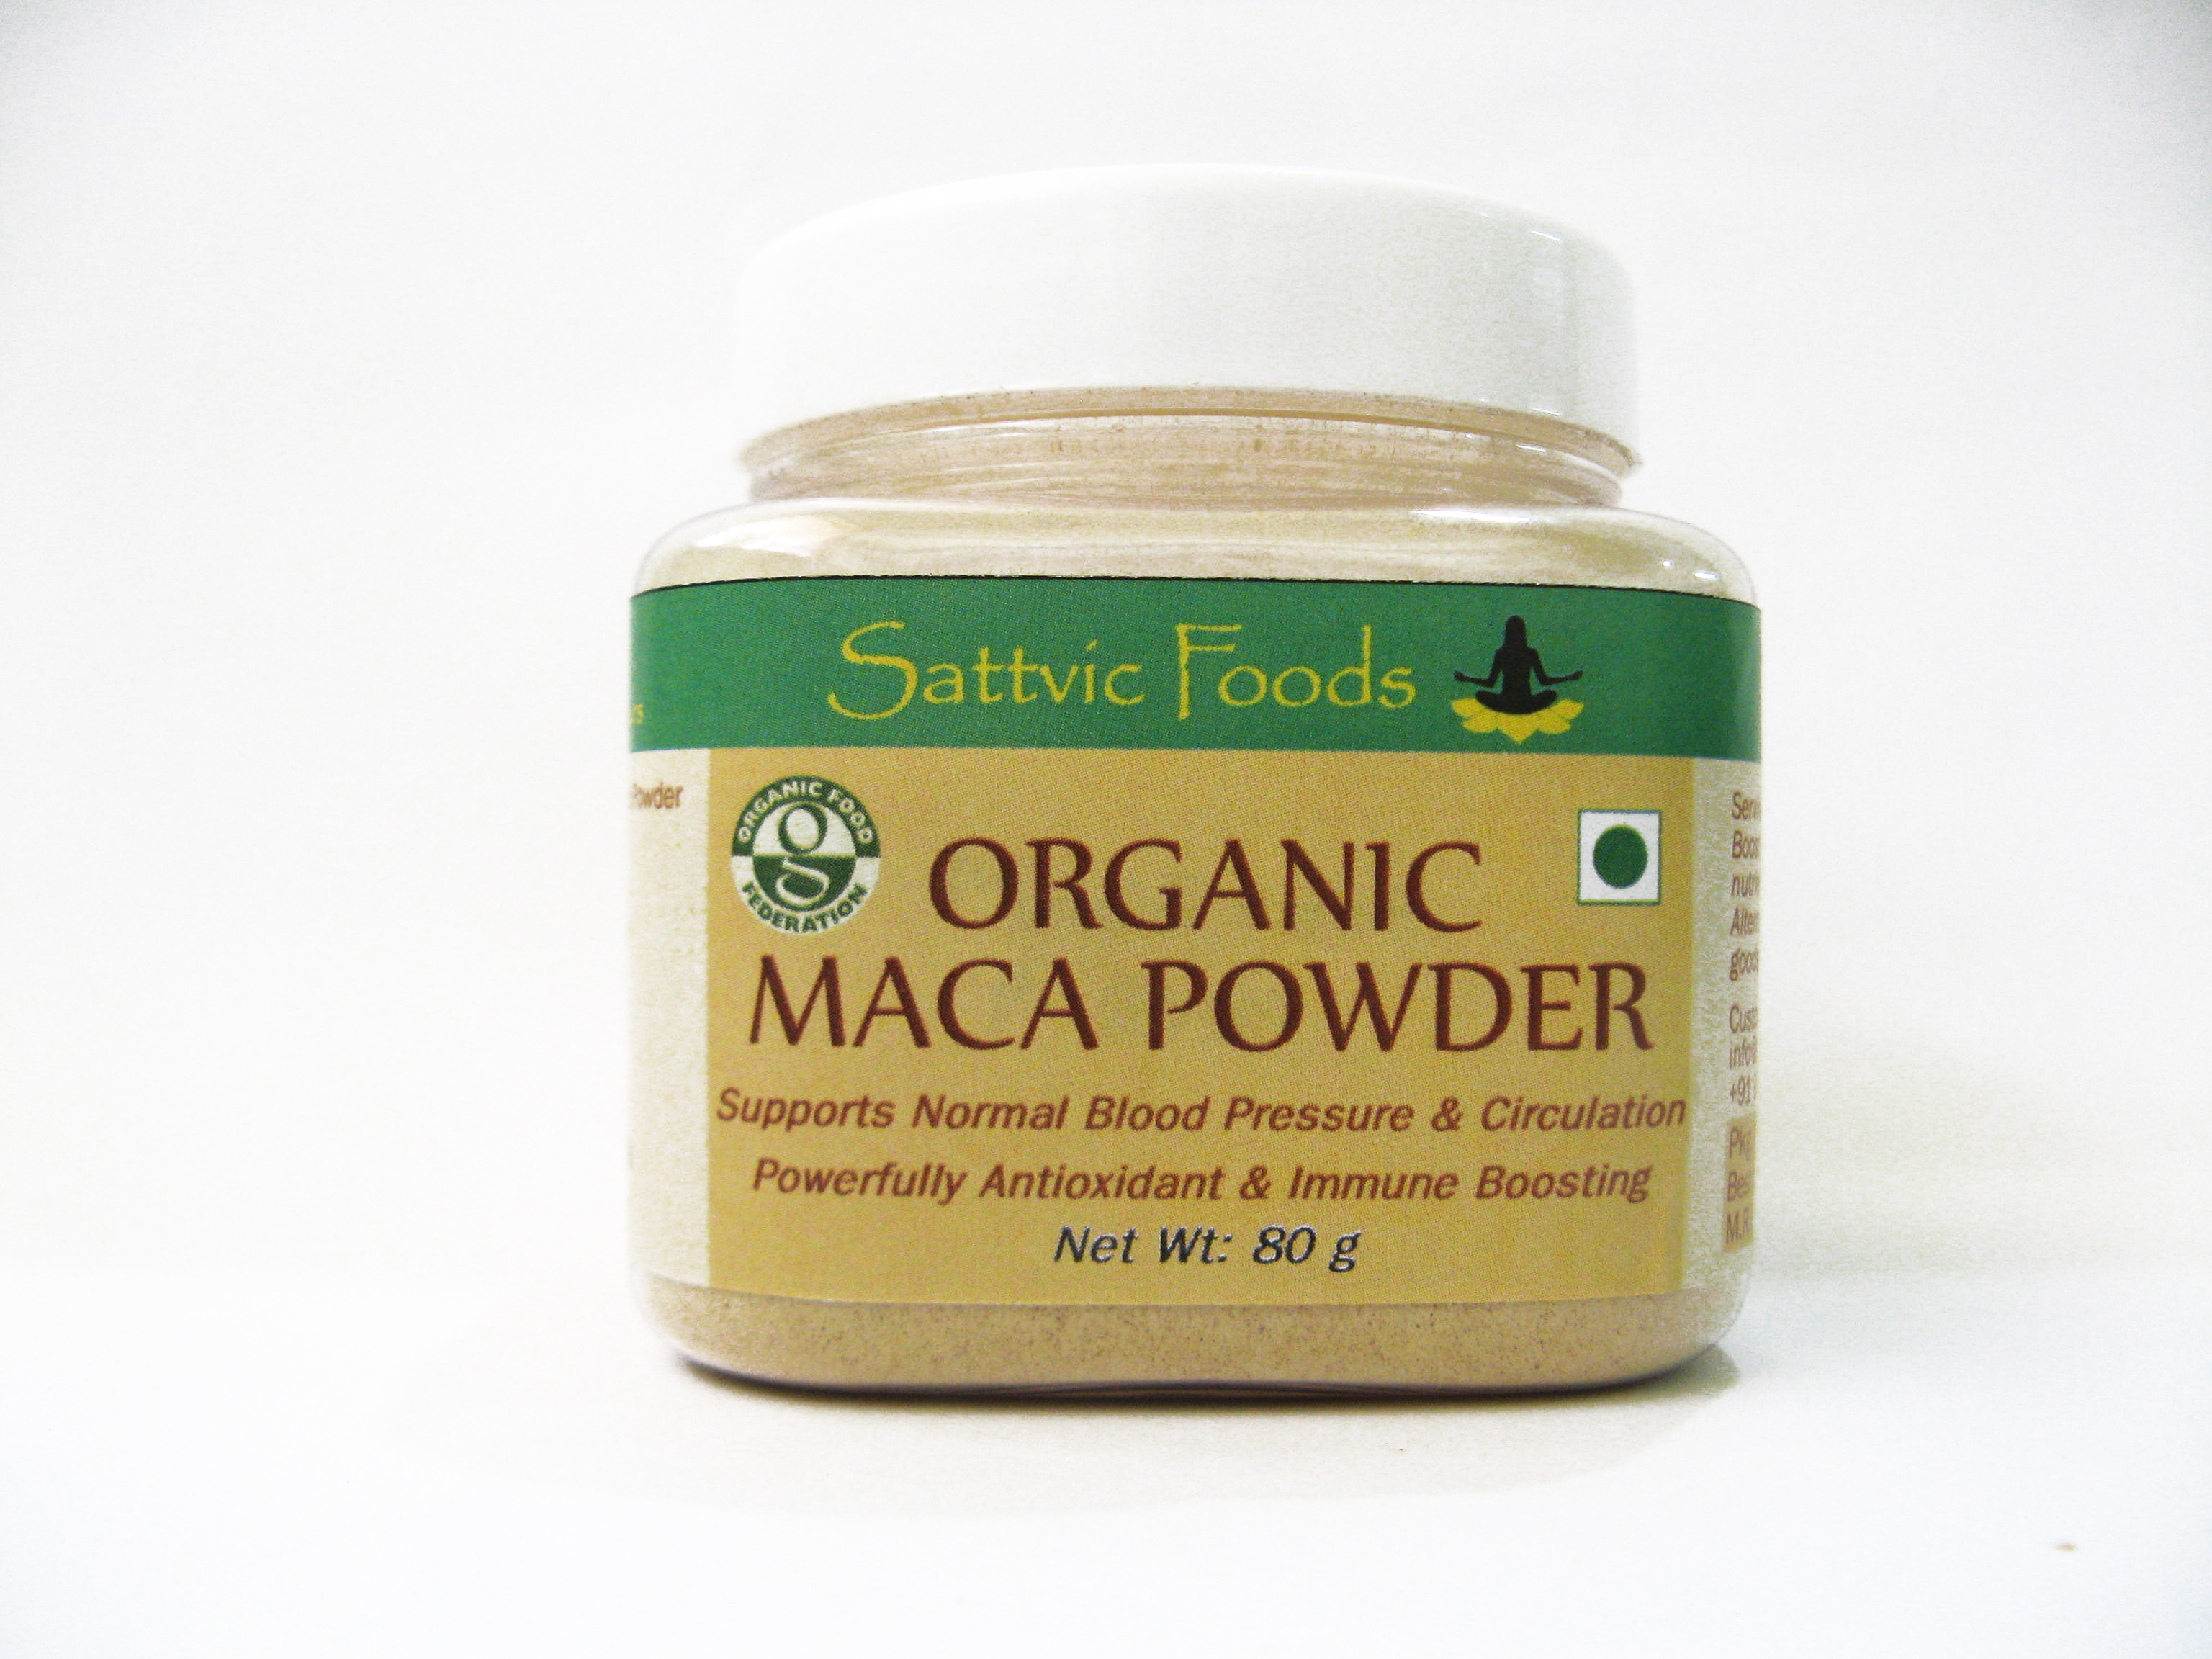 Sattvic Foods
ORGANIC FOOD
FEDERATION
ORGANIC
MACA POWDER
Supports Normal Blood Pressure & Circulation
Powerfully Antioxidant & Immune Boosting
Net Wt: 80 g
Powder
+91